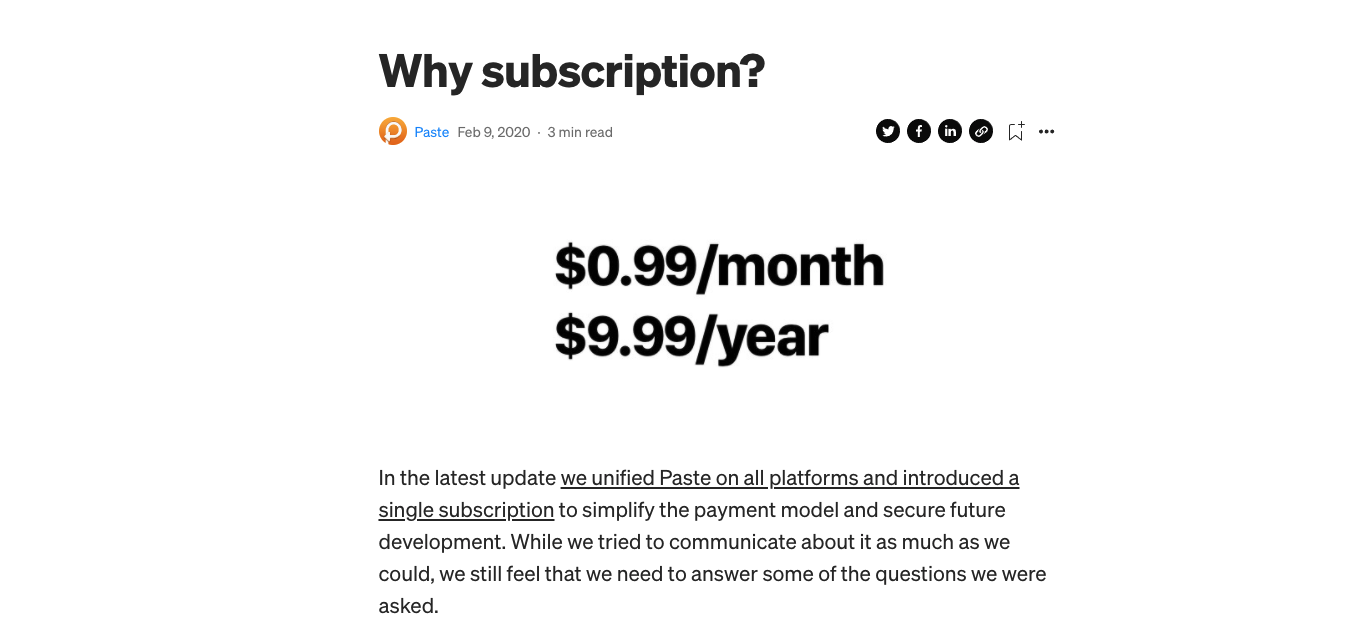 Why subscription?
Paste Feb 9, 2020 · 3 min read
$0.99/month
$9.99/year
In the latest update we unified Paste on all platforms and introduced a
single subscription to simplify the payment model and secure future
development. While we tried to communicate about it as much as we
could, we still feel that we need to answer some of the questions we were
asked.